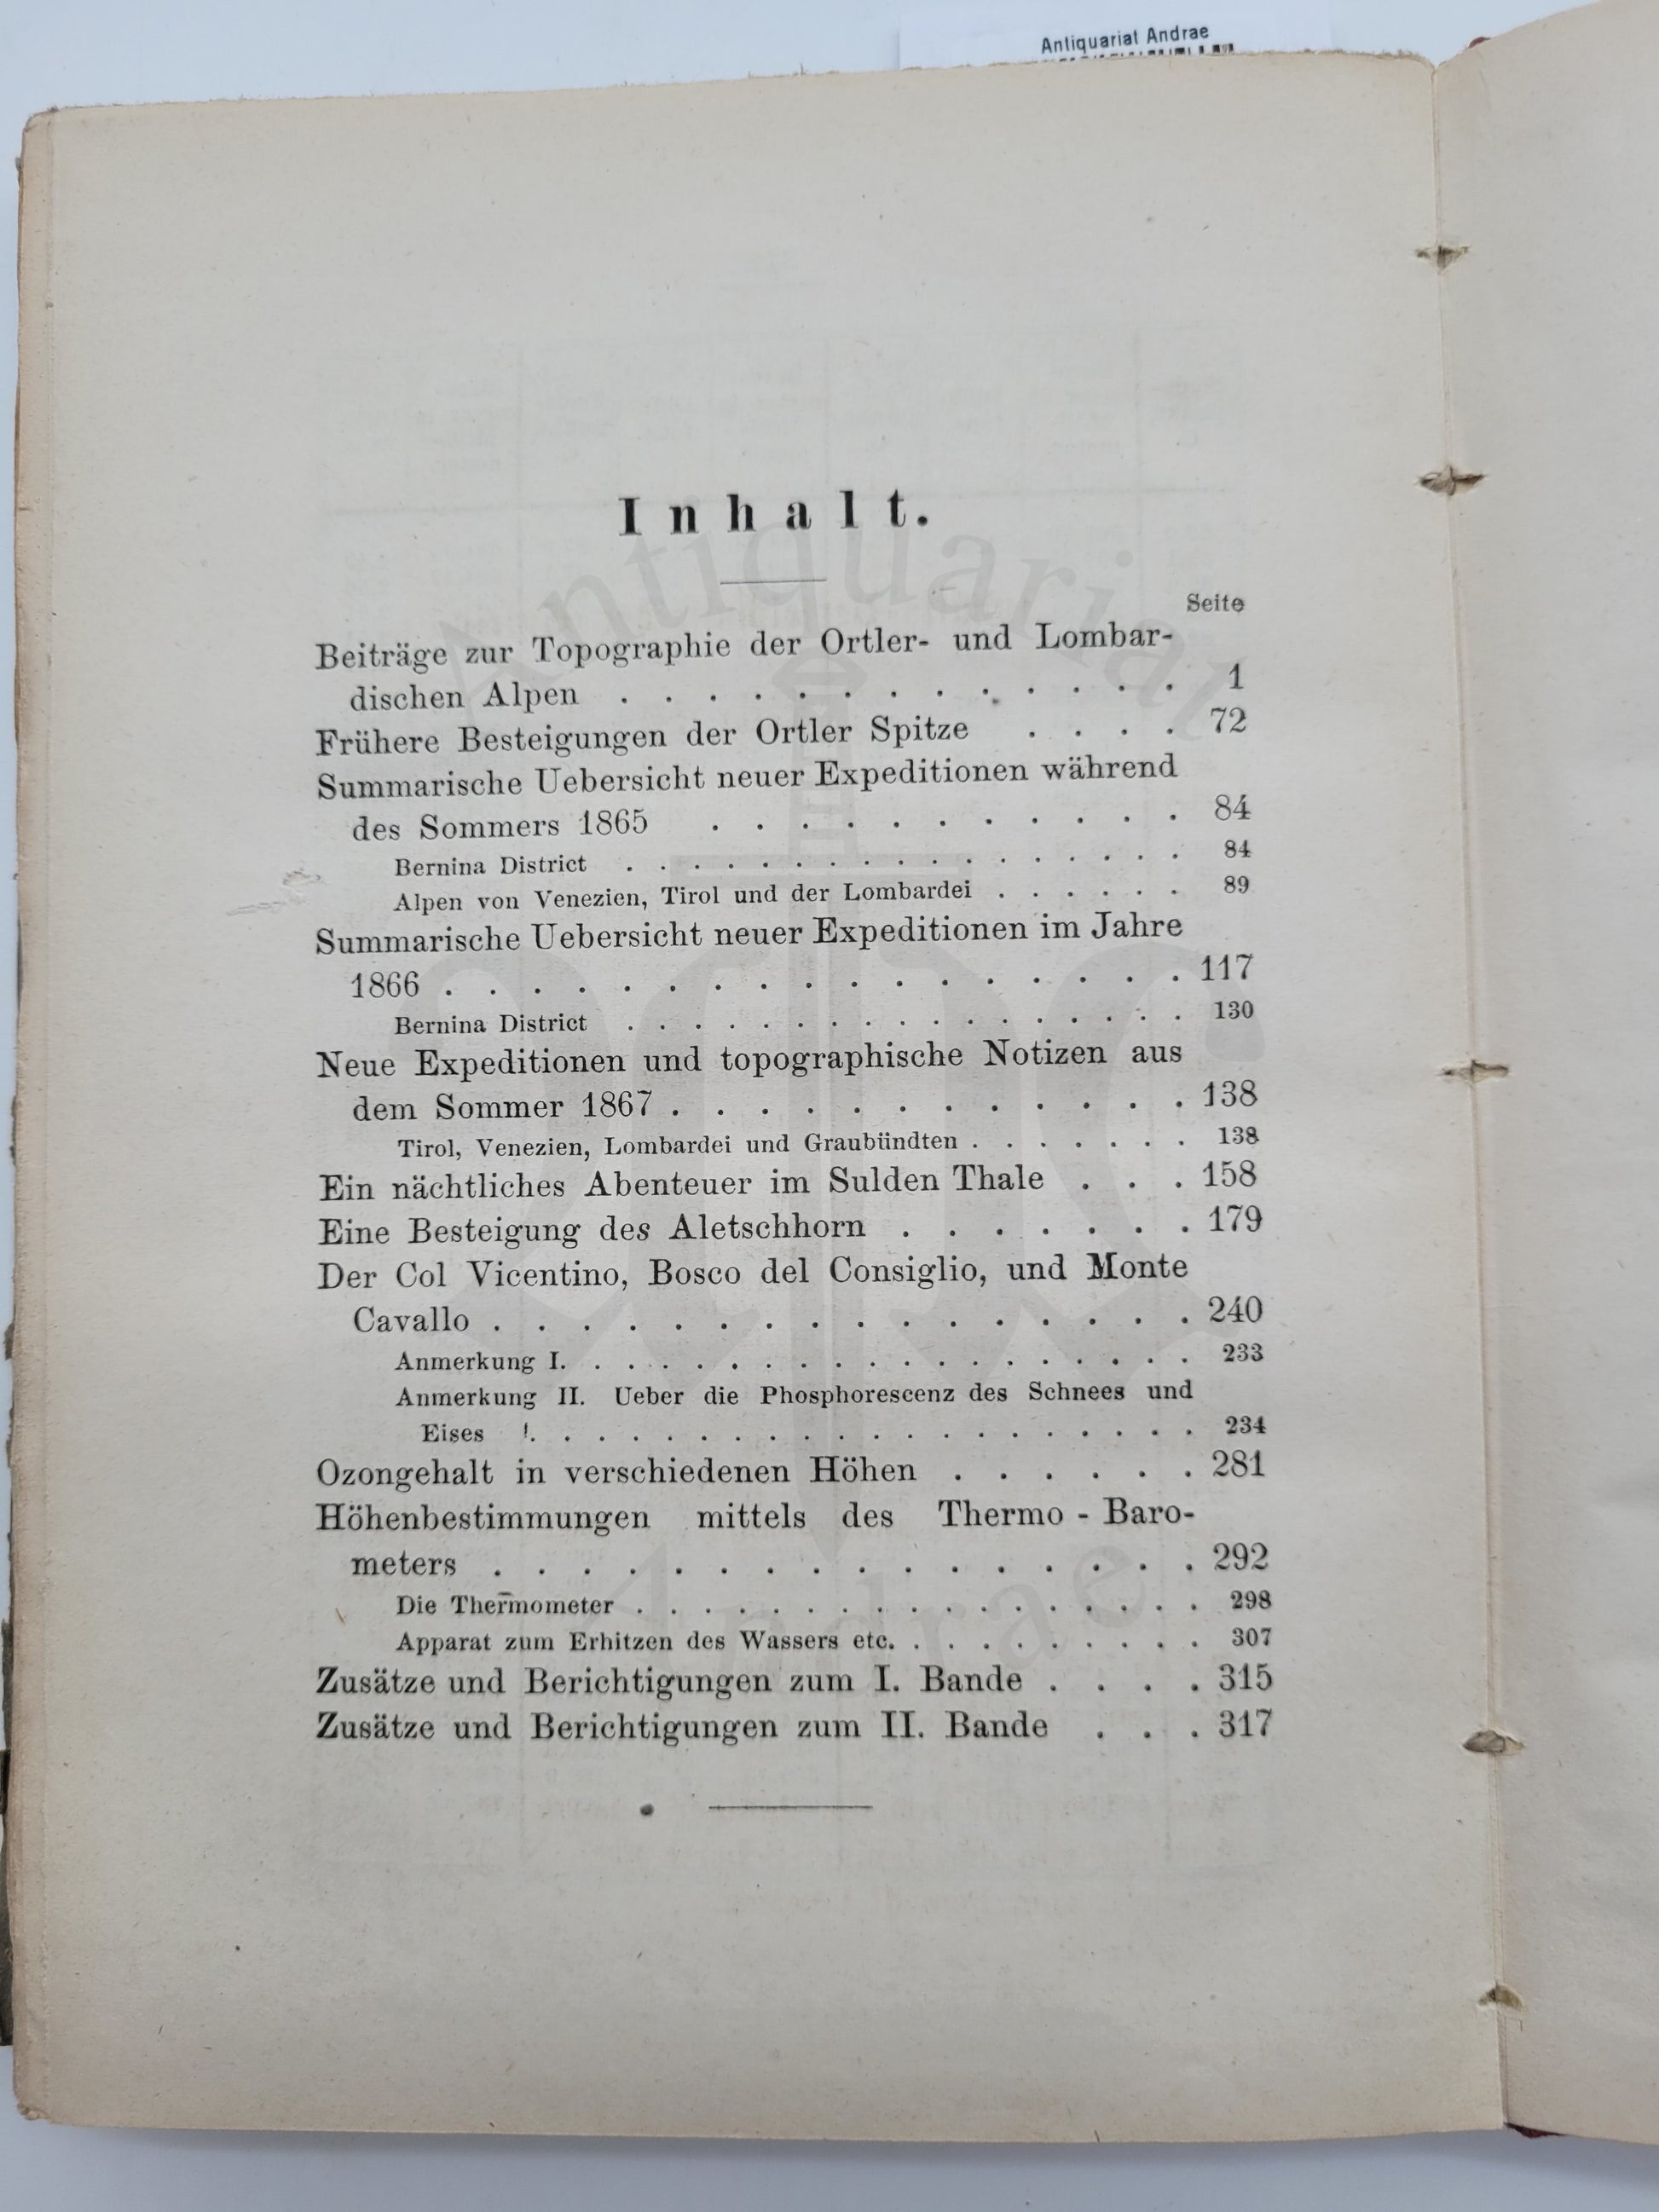 Antiquariat Andrae
Inhalt.
Seite
Beiträge zur Topographie der Ortler- und Lombar-
dischen Alpen . . . . . . . . . . . . . 1
Frühere Besteigungen der Ortler Spitze . . . . 72
Summarische Uebersicht neuer Expeditionen während
des Sommers 1865 . . . . . . . . . . . 84
Bernina District . . . . . . . . . . . . . . . . . 84
Alpen von Venezien, Tirol und der Lombardei . . . . . . 89
Summarische Uebersicht neuer Expeditionen im Jahre
1866 . . . . . . . . . . . . . . . . . 117
Bernina District . . . . . . . . . . . . . . . . . 130
Neue Expeditionen und topographische Notizen aus
dem Sommer 1867 . . . . . . . . . . . . 138
Tirol, Venezien, Lombardei und Graubündten . . . . . . . 138
Ein nächtliches Abenteuer im Sulden Thale . . . 158
Eine Besteigung des Aletschhorn . . . . . . . 179
Der Col Vicentino, Bosco del Consiglio, und Monte
Cavallo . . . . . . . . . . . . . . . . 240
Anmerkung I. . . . . . . . . . . . . . . . . . . 233
Anmerkung II. Ueber die Phosphorescenz des Schnees und
Eises . . . . . . . . . . . . . . . . . . . . 234
Ozongehalt in verschiedenen Höhen . . . . . . 281
Höhenbestimmungen mittels des Thermo - Baro-
meters . . . . . . . . . . . . . . . . 292
Die Thermometer . . . . . . . . . . . . . . . . . 298
Apparat zum Erhitzen des Wassers etc. . . . . . . . . . 307
Zusätze und Berichtigungen zum I. Bande . . . . 315
Zusätze und Berichtigungen zum II. Bande . . . 317
Antiquariat
Andrae